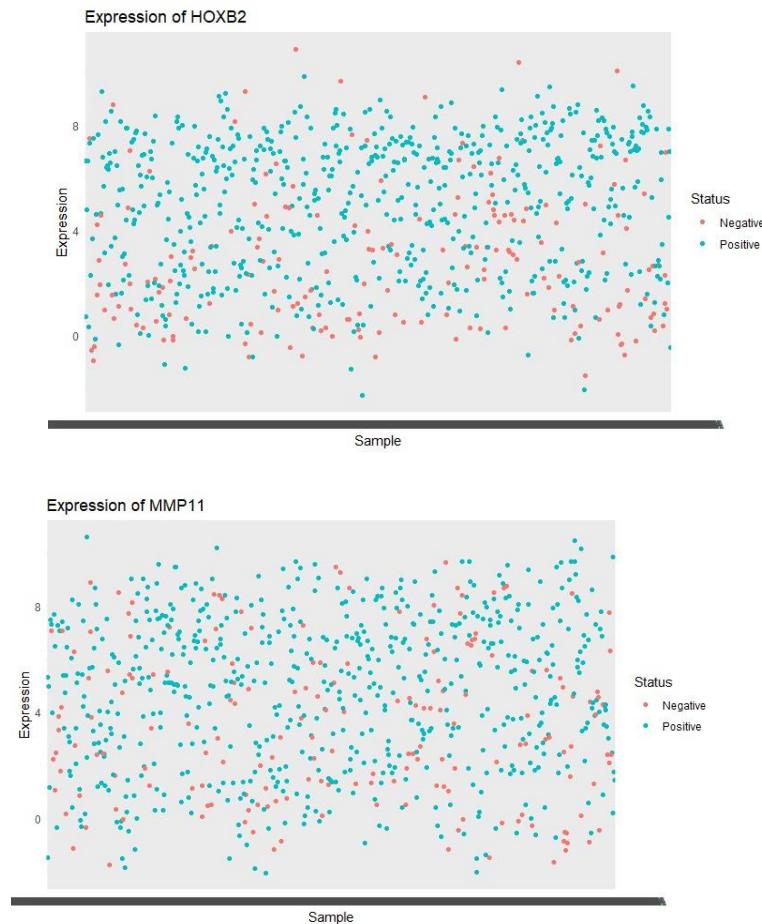 Expression of HOXB2
8
4
0
Expression
Sample
Status
Negative
Positive
Expression of MMP11
8
4
0
Expression
Sample
Status
Negative
Positive